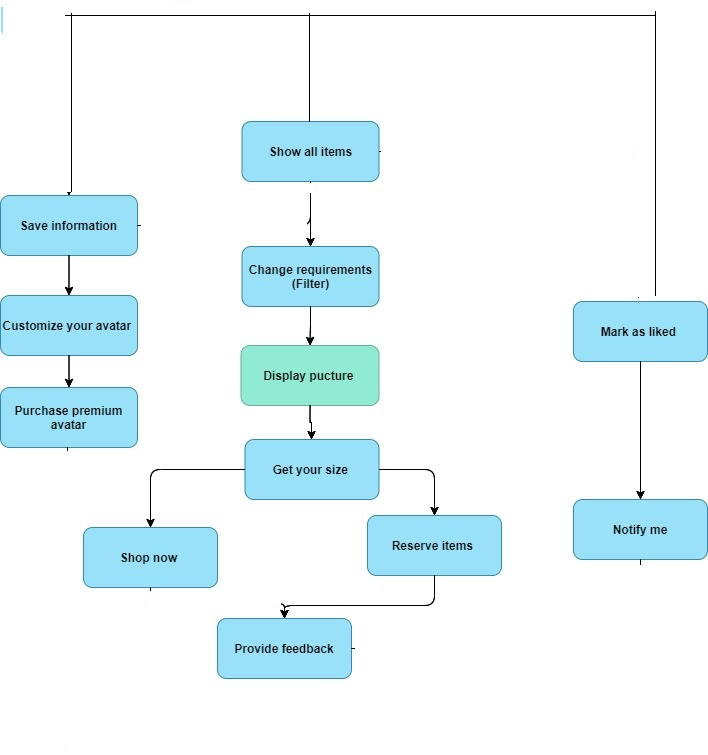 Show all items
Save information
Change requirements
(Filter)
Customize your avatar
Mark as liked
Display pucture
Purchase premium
avatar
Get your size
Shop now
Reserve items
Notify me
Provide feedback